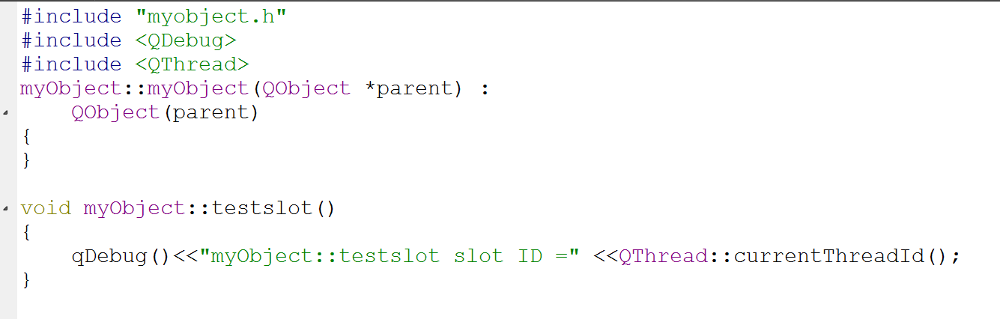 #include "myobject.h"
#include <QDebug>
#include <QThread>
myObject::myObject(QObject *parent) :
    QObject(parent)
{
}

void myObject::testslot()
{
    qDebug()<<"myObject::testslot slot ID =" <<QThread::currentThreadId();
}